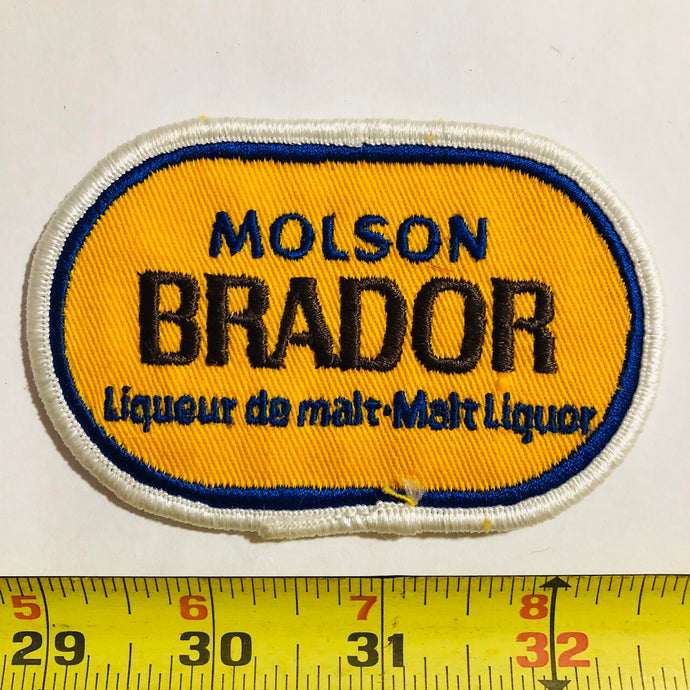 MOLSON
BRADOR
Liqueur de malt·Malt Liquor
5 6 7 8
29 30 31 32